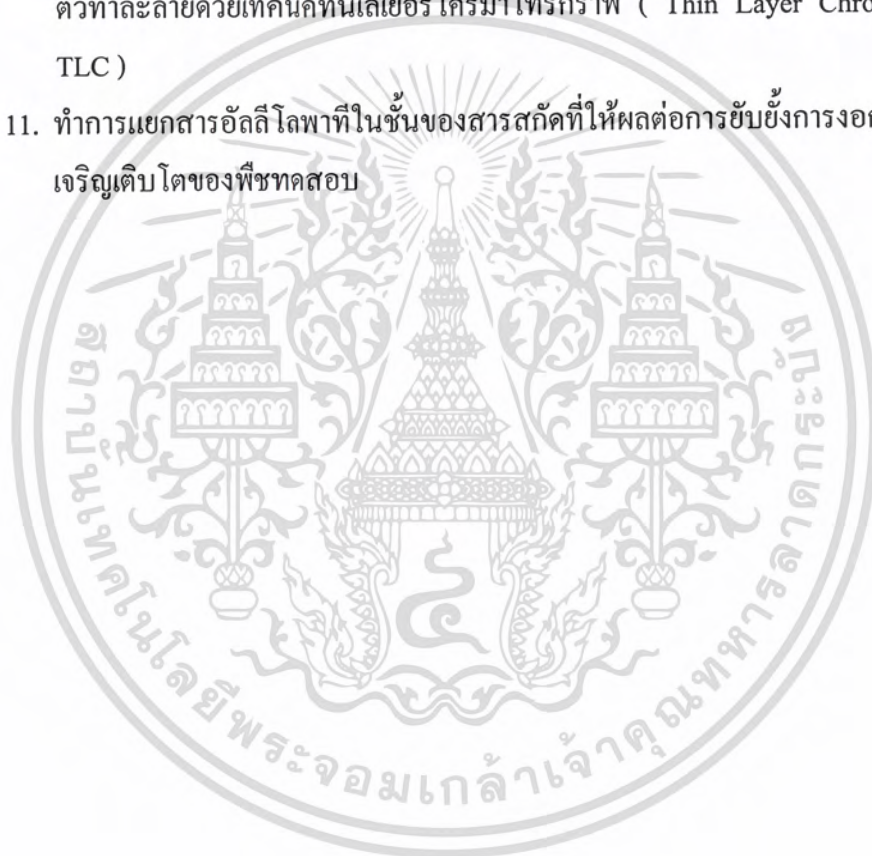 ตัวทำละลายด้วยเทคนิคทินเลเยอร์โครมาโทรกราฟ ( Thin Layer Chro
TLC )
11. ทำการแยกสารอัลลีโลพาทีในชั้นของสารสกัดที่ให้ผลต่อการยับยั้งการงอก
เจริญเติบโตของพืชทดสอบ
สถาบันเทคโนโลยีพระจอมเกล้าเจ้าคุณทหารลาดกระบัง